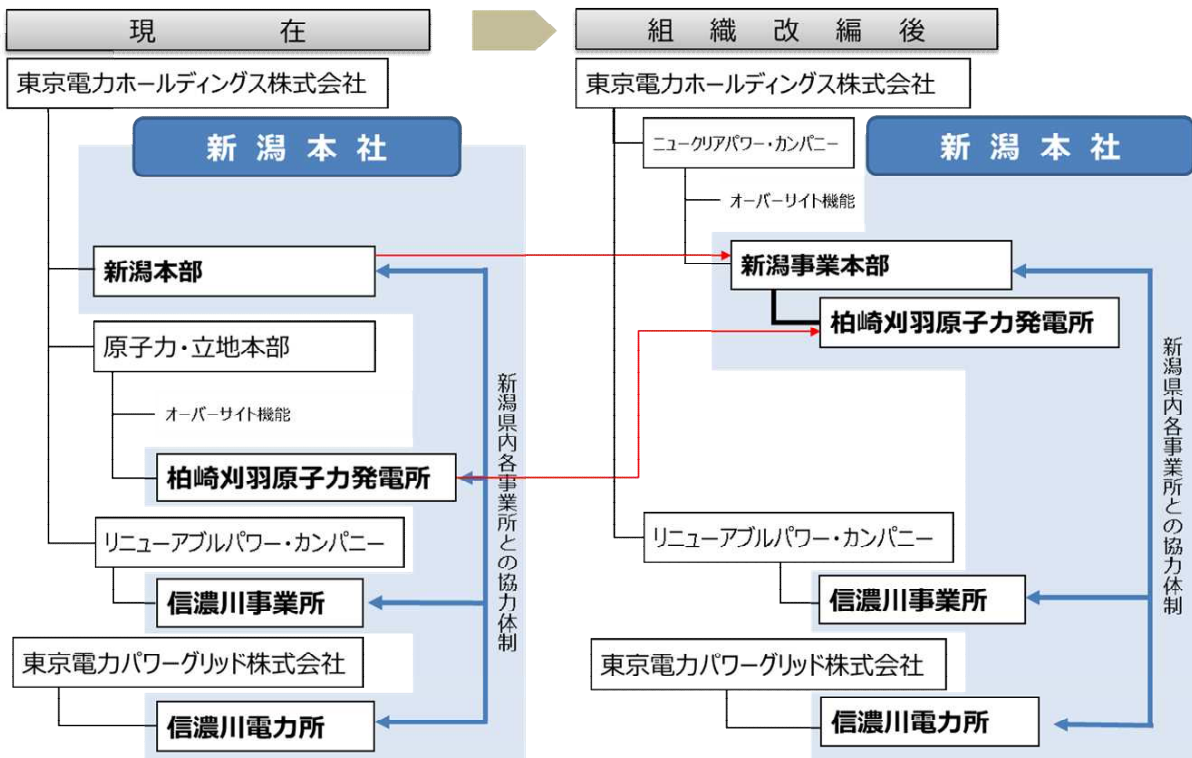 現在
東京電力ホールディングス株式会社
新潟本社
新潟本部
原子力・立地本部
オーバーサイト機能
柏崎刈羽原子力発電所
リニューアブルパワー・カンパニー
信濃川事業所
東京電力パワーグリッド株式会社
信濃川電力所
新潟県内各事業所との協力体制
組織改編後
東京電力ホールディングス株式会社
ニュークリアパワー・カンパニー
新潟本社
オーバーサイト機能
新潟事業本部
柏崎刈羽原子力発電所
リニューアブルパワー・カンパニー
信濃川事業所
東京電力パワーグリッド株式会社
信濃川電力所
新潟県内各事業所との協力体制